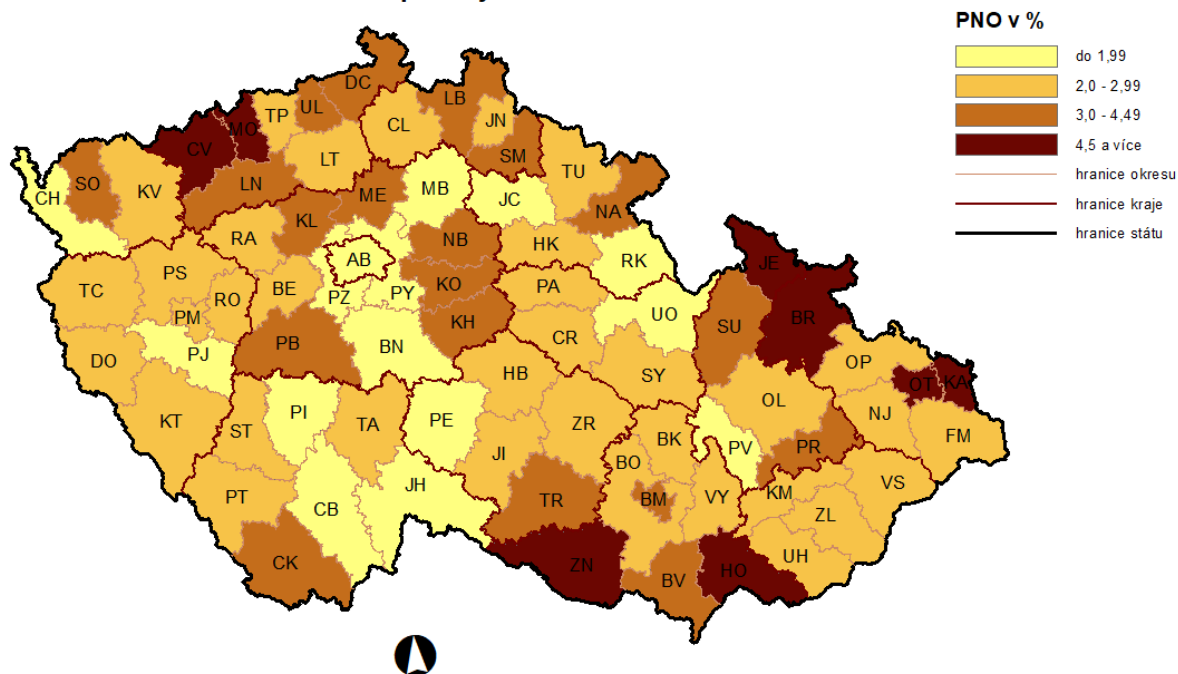 PNO v %
do 1,99
2,0 - 2,99
3,0 - 4,49
4,5 a více
hranice okresu
hranice kraje
hranice státu
DC
UL
LB
TP
MO
JN
CL
CV
LT
SM
TU
SO
KV
CH
LN
ME
MB
JC
KL
NA
RA
NB
HK
AB
RK
JE
PS
TC
RO
BE
PZ
PY
KO
PA
PM
UO
SU
BR
KH
CR
PB
BN
PJ
DO
OP
SY
HB
OT
KA
OL
PI
NJ
KT
ST
TA
PE
ZR
FM
BK
PV
PR
JI
BO
VS
JH
KM
PT
TR
BM
VY
CB
ZL
UH
CK
ZN
BV
HO